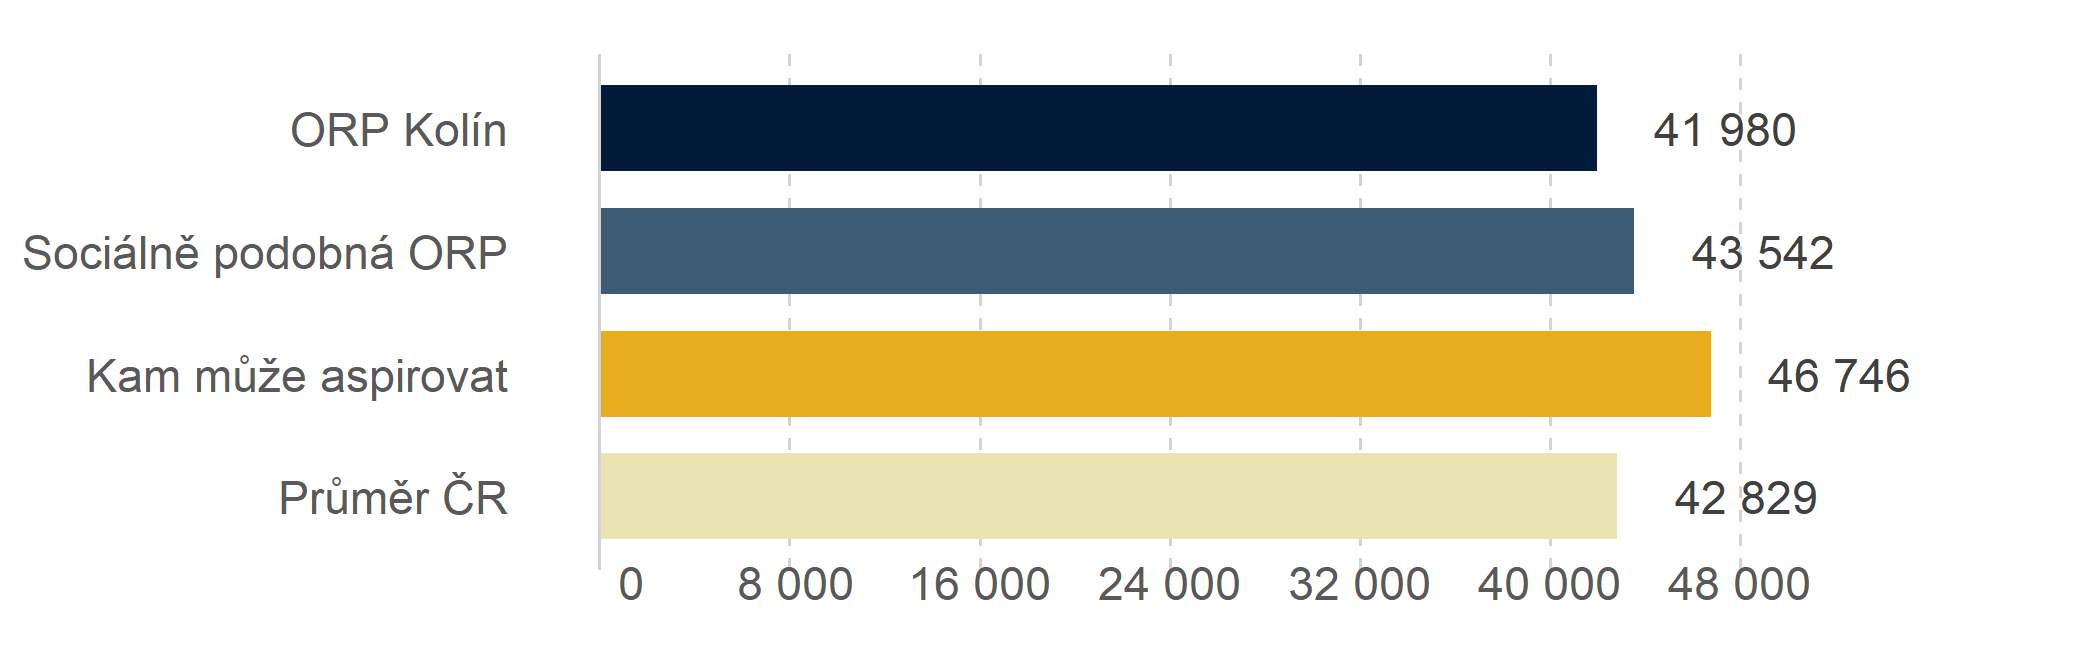 ORP Kolín 41 980
Sociálně podobná ORP 43 542
Kam může aspirovat 46 746
Průměr ČR 42 829
0 8 000 16 000 24 000 32 000 40 000 48 000